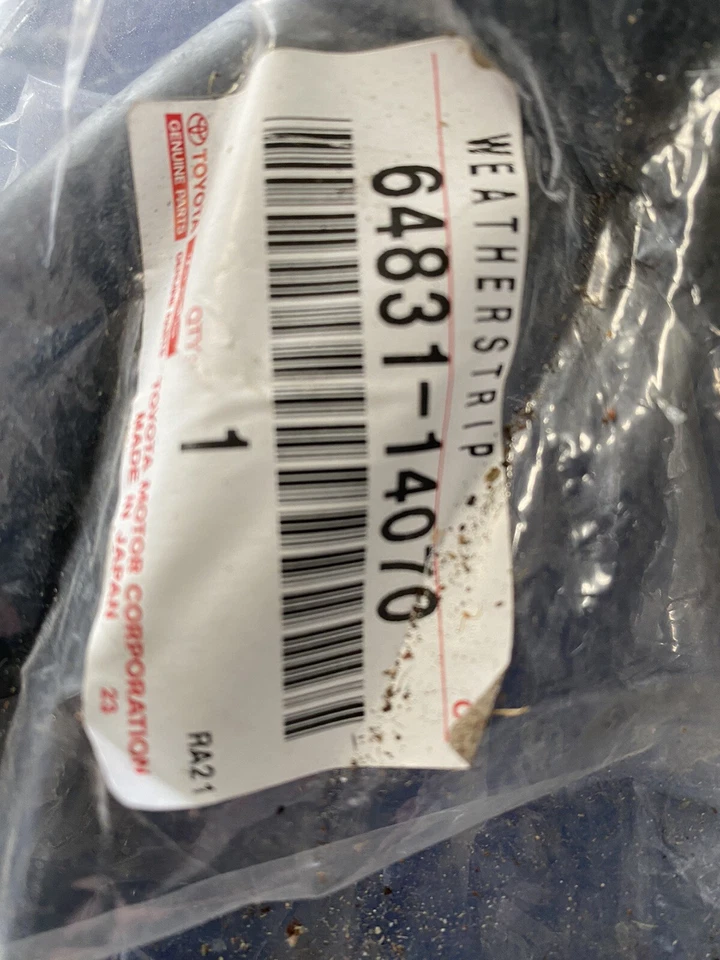 WEATHERSTRIP
64831-14070
QTY.
1
TOYOTA
GENUINE PARTS
TOYOTA MOTOR CORPORATION
MADE IN JAPAN
23
RA21